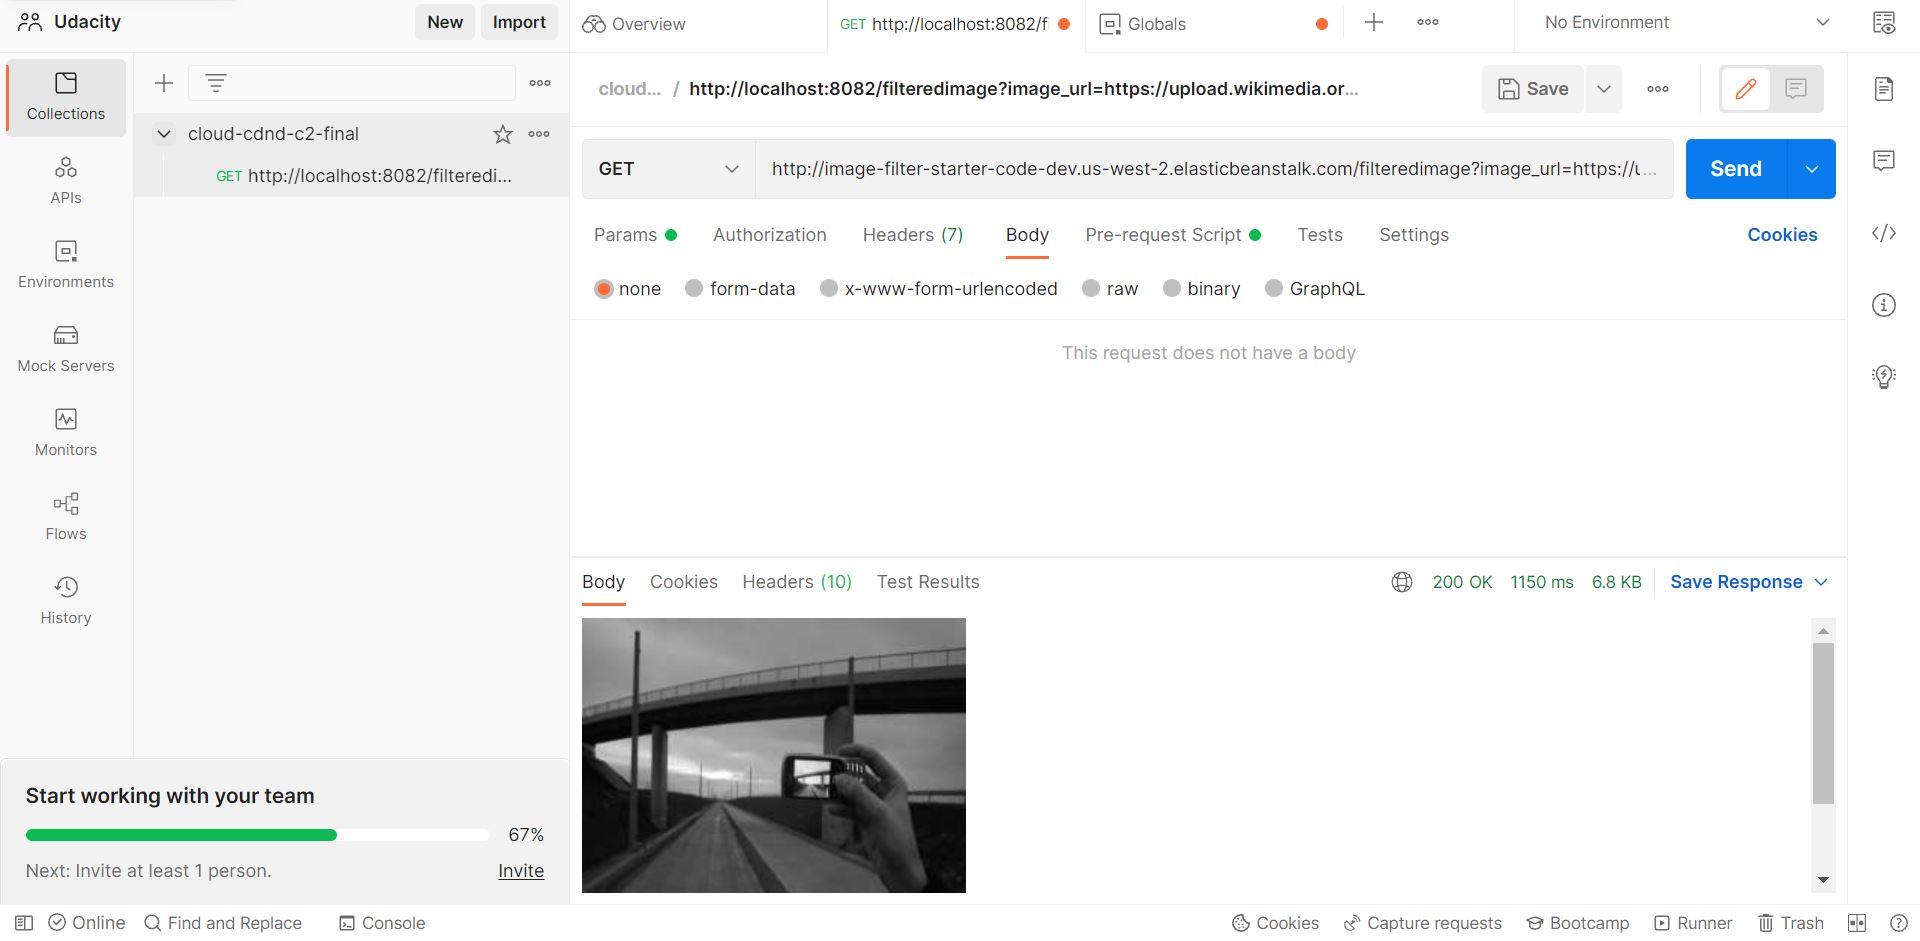 Udacity
New
Import
Overview
GET http://localhost:8082/f
Globals
No Environment
Collections
APIs
Environments
Mock Servers
Monitors
Flows
History
cloud-cdnd-c2-final
GET http://localhost:8082/filteredi...
cloud... / http://localhost:8082/filteredimage?image_url=https://upload.wikimedia.or...
Save
GET
http://image-filter-starter-code-dev.us-west-2.elasticbeanstalk.com/filteredimage?image_url=https://u...
Send
Params
Authorization
Headers (7)
Body
Pre-request Script
Tests
Settings
Cookies
none
form-data
x-www-form-urlencoded
raw
binary
GraphQL
This request does not have a body
Body
Cookies
Headers (10)
Test Results
200 OK
1150 ms
6.8 KB
Save Response
Start working with your team
67%
Next: Invite at least 1 person.
Invite
Online
Find and Replace
Console
Cookies
Capture requests
Bootcamp
Runner
Trash